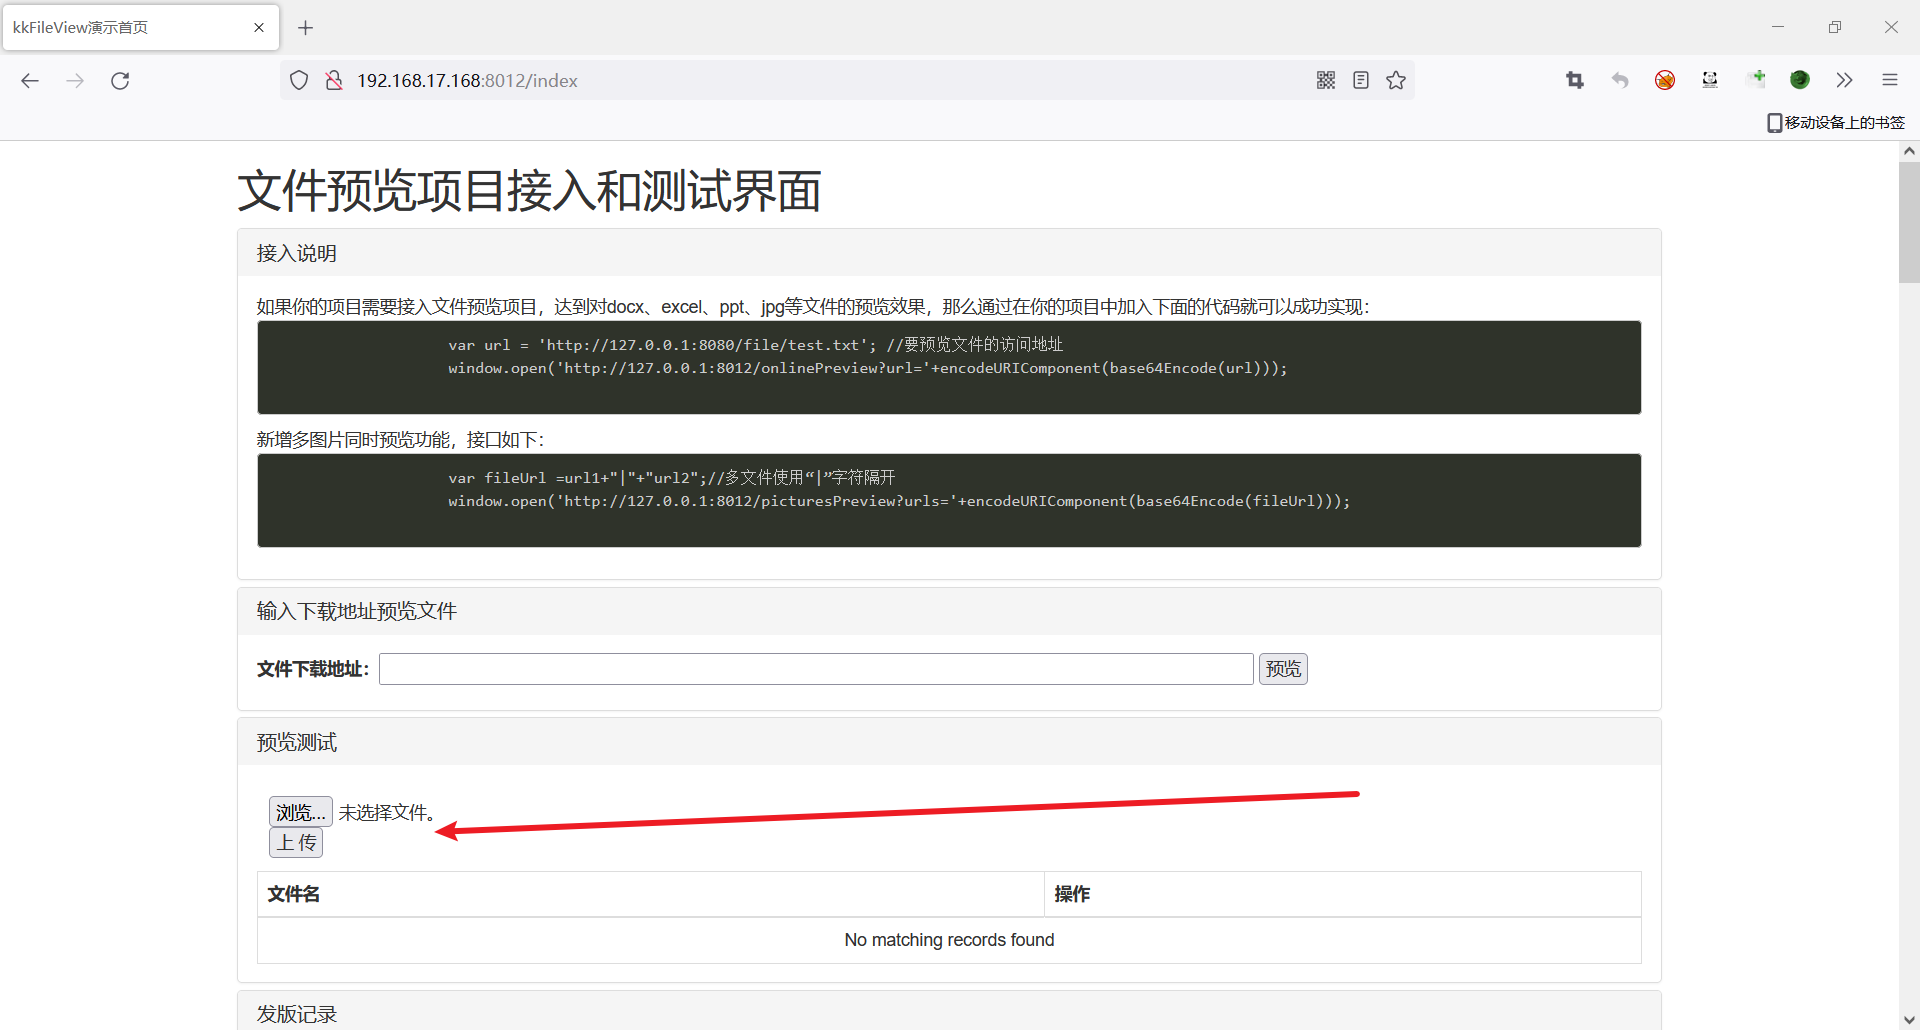 kkFileView演示首页
192.168.17.168:8012/index
移动设备上的书签
文件预览项目接入和测试界面
接入说明
如果你的项目需要接入文件预览项目，达到对docx、excel、ppt、jpg等文件的预览效果，那么通过在你的项目中加入下面的代码就可以成功实现：
var url = 'http://127.0.0.1:8080/file/test.txt'; //要预览文件的访问地址
window.open('http://127.0.0.1:8012/onlinePreview?url='+encodeURIComponent(base64Encode(url)));
新增多图片同时预览功能，接口如下：
var fileUrl =url1+"|"+"url2";//多文件使用“|”字符隔开
window.open('http://127.0.0.1:8012/picturesPreview?urls='+encodeURIComponent(base64Encode(fileUrl)));
输入下载地址预览文件
文件下载地址： 预览
预览测试
浏览... 未选择文件。
上 传
文件名 操作
No matching records found
发版记录